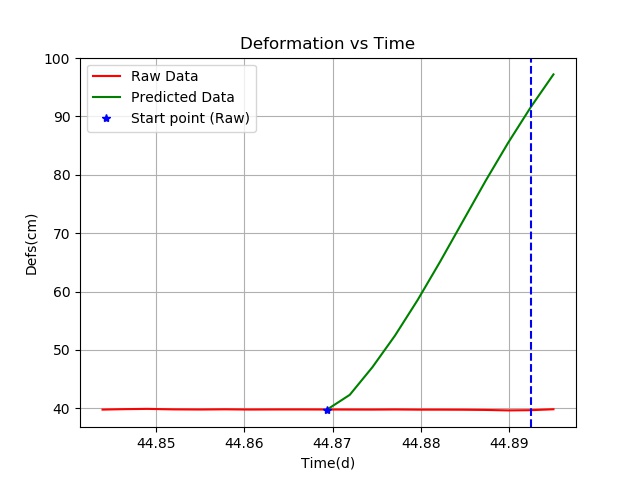 Deformation vs Time
Raw Data
Predicted Data
Start point (Raw)
100
90
80
70
60
50
40
Defs(cm)
44.85 44.86 44.87 44.88 44.89
Time(d)